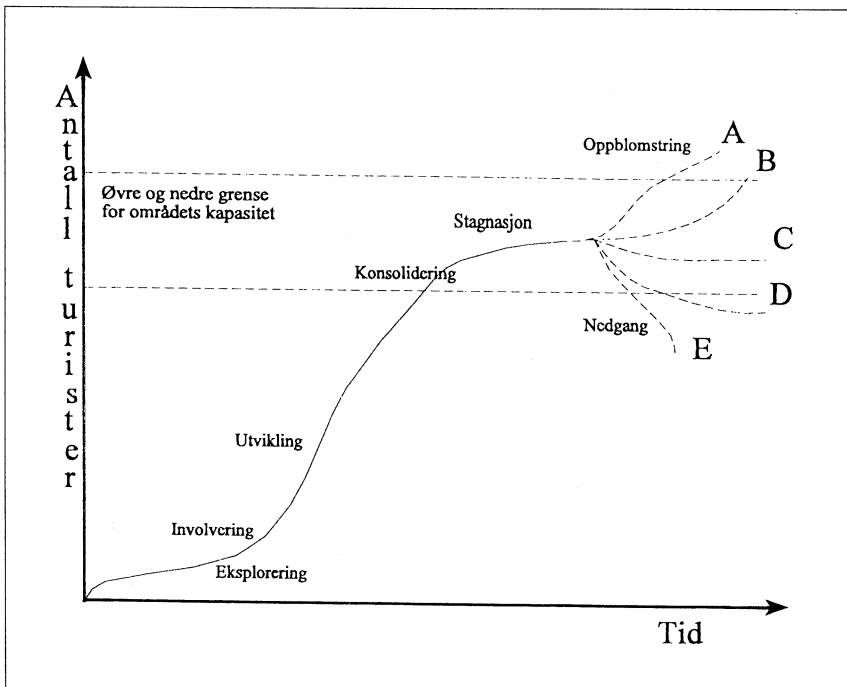 Antall turister
Oppblomstring
A
B
Øvre og nedre grense
for områdets kapasitet
Stagnasjon
C
Konsolidering
D
Nedgang
E
Utvikling
Involvering
Eksplorering
Tid